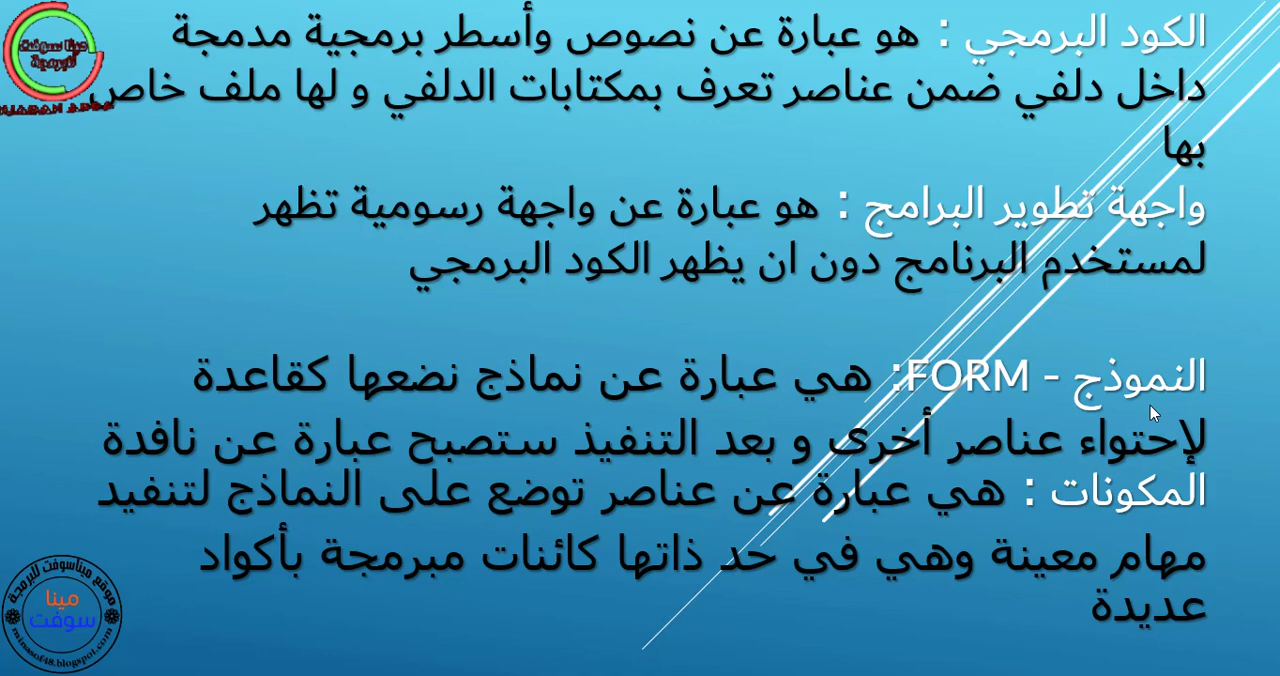 الكود البرمجي : هو عبارة عن نصوص وأسطر برمجية مدمجة
داخل دلفي ضمن عناصر تعرف بمكتابات الدلفي و لها ملف خاص
بها
واجهة تطوير البرامج : هو عبارة عن واجهة رسومية تظهر
لمستخدم البرنامج دون ان يظهر الكود البرمجي
النموذج - FORM: هي عبارة عن نماذج نضعها كقاعدة
لإحتواء عناصر أخرى و بعد التنفيذ ستصبح عبارة عن نافدة
المكونات : هي عبارة عن عناصر توضع على النماذج لتنفيد
مهام معينة وهي في حد ذاتها كائنات مبرمجة بأكواد
عديدة
مينا سوفت
للبرمجة
موقع ميناسوفت للبرمجة
مينا
سوفت